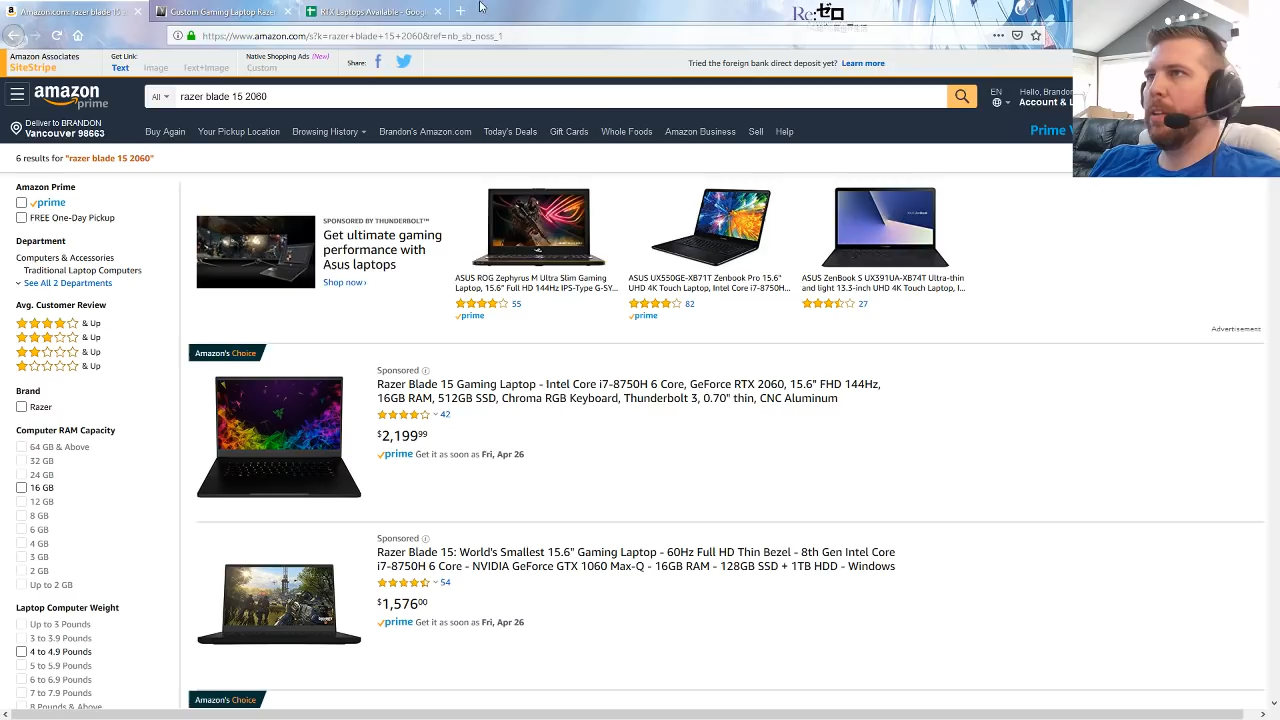 Amazon.com: razer blade 15 2
Custom Gaming Laptop Razer
RTX Laptops Available - Goog
Re:ゼロ
https://www.amazon.com/s?k=razer+blade+15+2060&ref=nb_sb_noss_1
Amazon Associates
SiteStripe
Get Link:
Text
Image
Text+Image
Native Shopping Ads (New)
Custom
Share:
Tried the foreign bank direct deposit yet? Learn more
amazon
prime
All
razer blade 15 2060
EN
Hello, Brandon
Account & L
Deliver to BRANDON
Vancouver 98663
Buy Again
Your Pickup Location
Browsing History
Brandon's Amazon.com
Today's Deals
Gift Cards
Whole Foods
Amazon Business
Sell
Help
Prime V
6 results for "razer blade 15 2060"
Amazon Prime
prime
FREE One-Day Pickup
Department
Computers & Accessories
Traditional Laptop Computers
See All 2 Departments
Avg. Customer Review
& Up
& Up
& Up
& Up
Brand
Razer
Computer RAM Capacity
64 GB & Above
32 GB
24 GB
16 GB
12 GB
8 GB
6 GB
4 GB
3 GB
2 GB
Up to 2 GB
Laptop Computer Weight
Up to 3 Pounds
3 to 3.9 Pounds
4 to 4.9 Pounds
5 to 5.9 Pounds
6 to 6.9 Pounds
7 to 7.9 Pounds
8 Pounds & Above
SPONSORED BY THUNDERBOLT™
Get ultimate gaming
performance with
Asus laptops
Shop now ›
ASUS ROG Zephyrus M Ultra Slim Gaming
Laptop, 15.6" Full HD 144Hz IPS-Type G-SY...
55
prime
ASUS UX550GE-XB71T Zenbook Pro 15.6"
UHD 4K Touch Laptop, Intel Core i7-8750H...
82
prime
ASUS ZenBook S UX391UA-XB74T Ultra-thin
and light 13.3-inch UHD 4K Touch Laptop, I...
27
Advertisement
Amazon's Choice
Sponsored
Razer Blade 15 Gaming Laptop - Intel Core i7-8750H 6 Core, GeForce RTX 2060, 15.6" FHD 144Hz,
16GB RAM, 512GB SSD, Chroma RGB Keyboard, Thunderbolt 3, 0.70" thin, CNC Aluminum
42
$2,199 99
prime Get it as soon as Fri, Apr 26
Sponsored
Razer Blade 15: World's Smallest 15.6" Gaming Laptop - 60Hz Full HD Thin Bezel - 8th Gen Intel Core
i7-8750H 6 Core - NVIDIA GeForce GTX 1060 Max-Q - 16GB RAM - 128GB SSD + 1TB HDD - Windows
54
$1,576 00
prime Get it as soon as Fri, Apr 26
Amazon's Choice